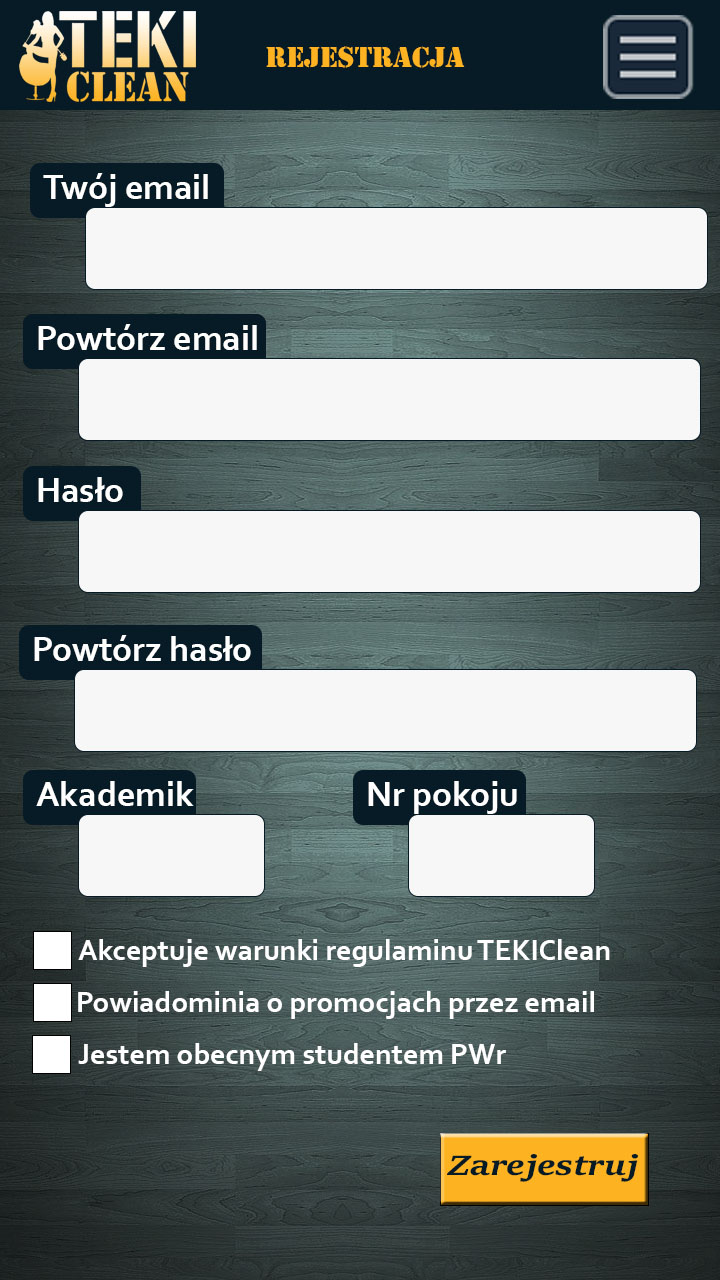 TEKI
CLEAN
REJESTRACJA
Twój email
Powtórz email
Hasło
Powtórz hasło
Akademik
Nr pokoju
Akceptuje warunki regulaminu TEKIClean
Powiadominia o promocjach przez email
Jestem obecnym studentem PWr
Zarejestruj